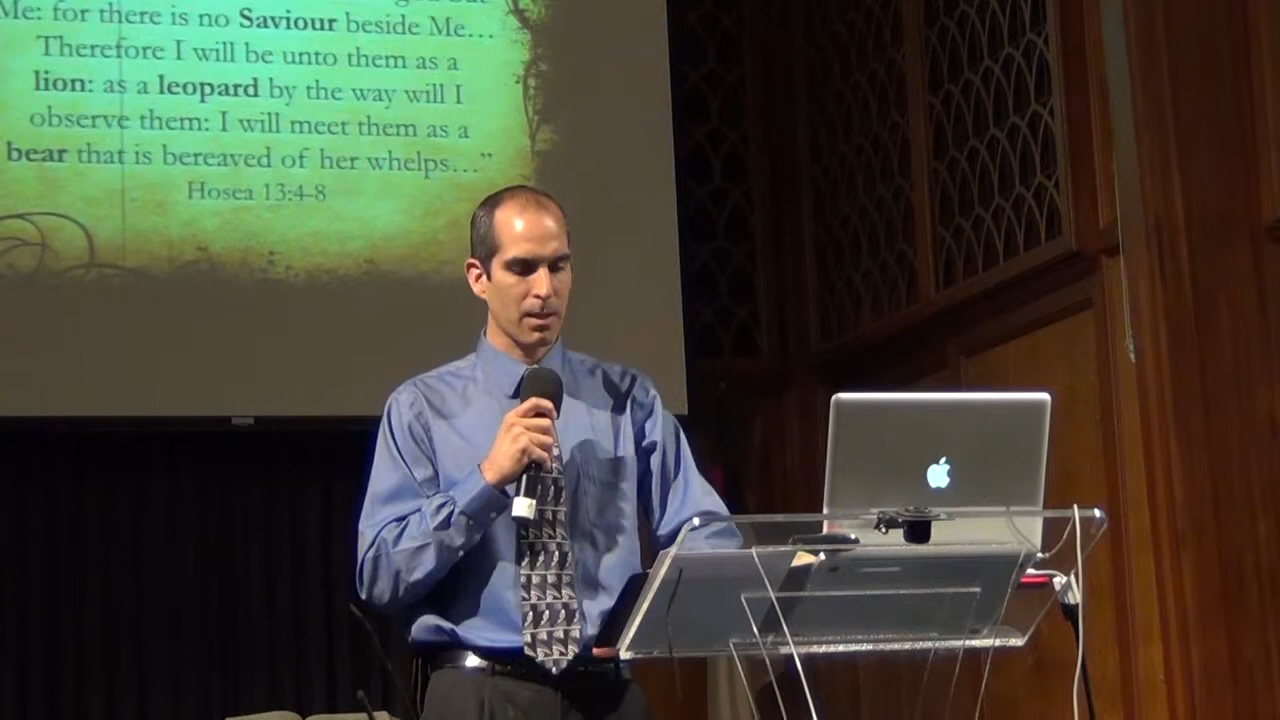 Me: for there is no Saviour beside Me…
Therefore I will be unto them as a
lion: as a leopard by the way will I
observe them: I will meet them as a
bear that is bereaved of her whelps…”
Hosea 13:4-8